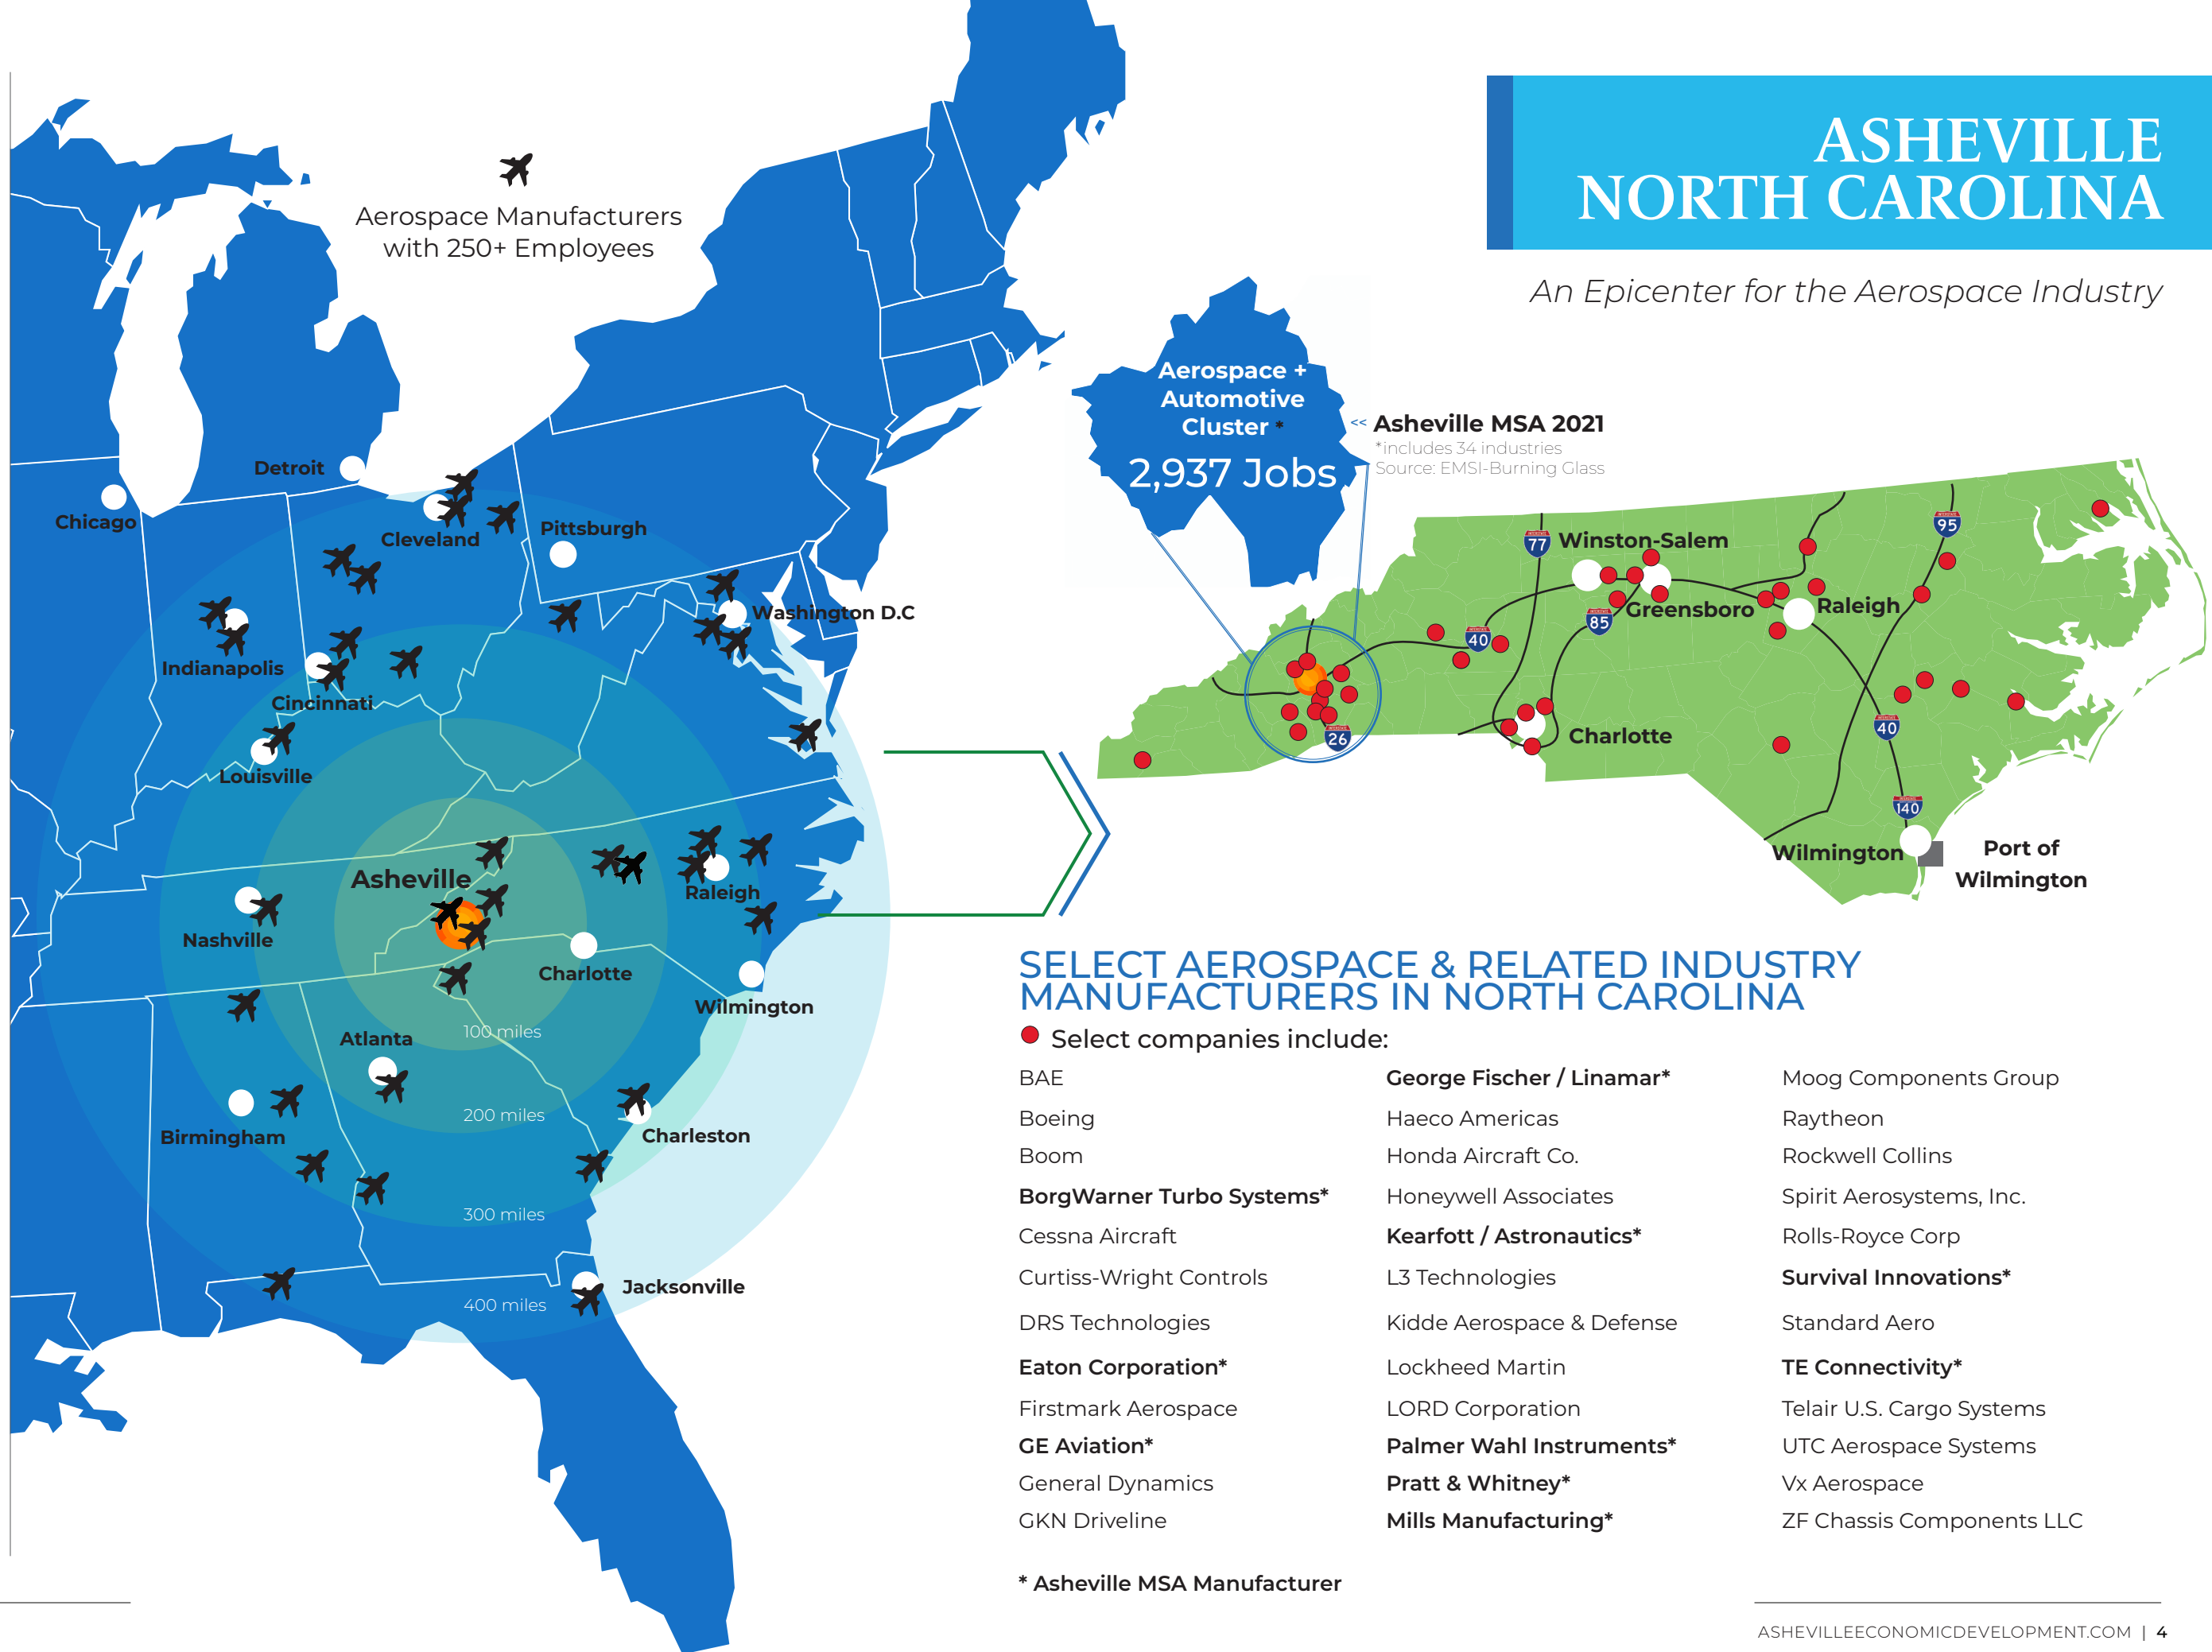 ASHEVILLE
NORTH CAROLINA
An Epicenter for the Aerospace Industry
Aerospace Manufacturers
with 250+ Employees
Detroit
Chicago
Cleveland
Pittsburgh
Washington D.C
Indianapolis
Cincinnati
Louisville
Asheville
Raleigh
Nashville
Charlotte
Wilmington
Atlanta
Birmingham
Charleston
Jacksonville
100 miles
200 miles
300 miles
400 miles
Aerospace +
Automotive
Cluster *
2,937 Jobs
<< Asheville MSA 2021
*includes 34 industries
Source: EMSI-Burning Glass
77
Winston-Salem
95
Greensboro
Raleigh
85
40
26
Charlotte
40
140
Wilmington
Port of
Wilmington
SELECT AEROSPACE & RELATED INDUSTRY
MANUFACTURERS IN NORTH CAROLINA
Select companies include:
BAE
Boeing
Boom
BorgWarner Turbo Systems*
Cessna Aircraft
Curtiss-Wright Controls
DRS Technologies
Eaton Corporation*
Firstmark Aerospace
GE Aviation*
General Dynamics
GKN Driveline
George Fischer / Linamar*
Haeco Americas
Honda Aircraft Co.
Honeywell Associates
Kearfott / Astronautics*
L3 Technologies
Kidde Aerospace & Defense
Lockheed Martin
LORD Corporation
Palmer Wahl Instruments*
Pratt & Whitney*
Mills Manufacturing*
Moog Components Group
Raytheon
Rockwell Collins
Spirit Aerosystems, Inc.
Rolls-Royce Corp
Survival Innovations*
Standard Aero
TE Connectivity*
Telair U.S. Cargo Systems
UTC Aerospace Systems
Vx Aerospace
ZF Chassis Components LLC
* Asheville MSA Manufacturer
ASHEVILLEECONOMICDEVELOPMENT.COM | 4